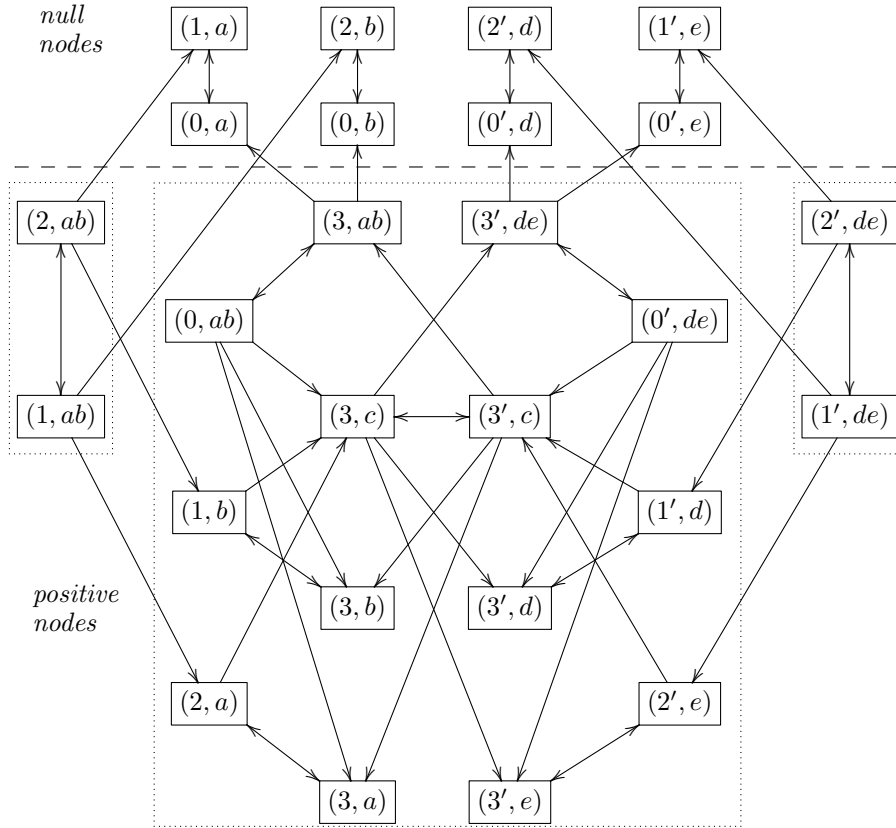 null
nodes
(1, a) (2, b) (2′, d) (1′, e)
(0, a) (0, b) (0′, d) (0′, e)
(2, ab) (3, ab) (3′, de) (2′, de)
(0, ab) (0′, de)
(1, ab) (3, c) (3′, c) (1′, de)
(1, b) (1′, d)
positive
nodes
(3, b) (3′, d)
(2, a) (2′, e)
(3, a) (3′, e)